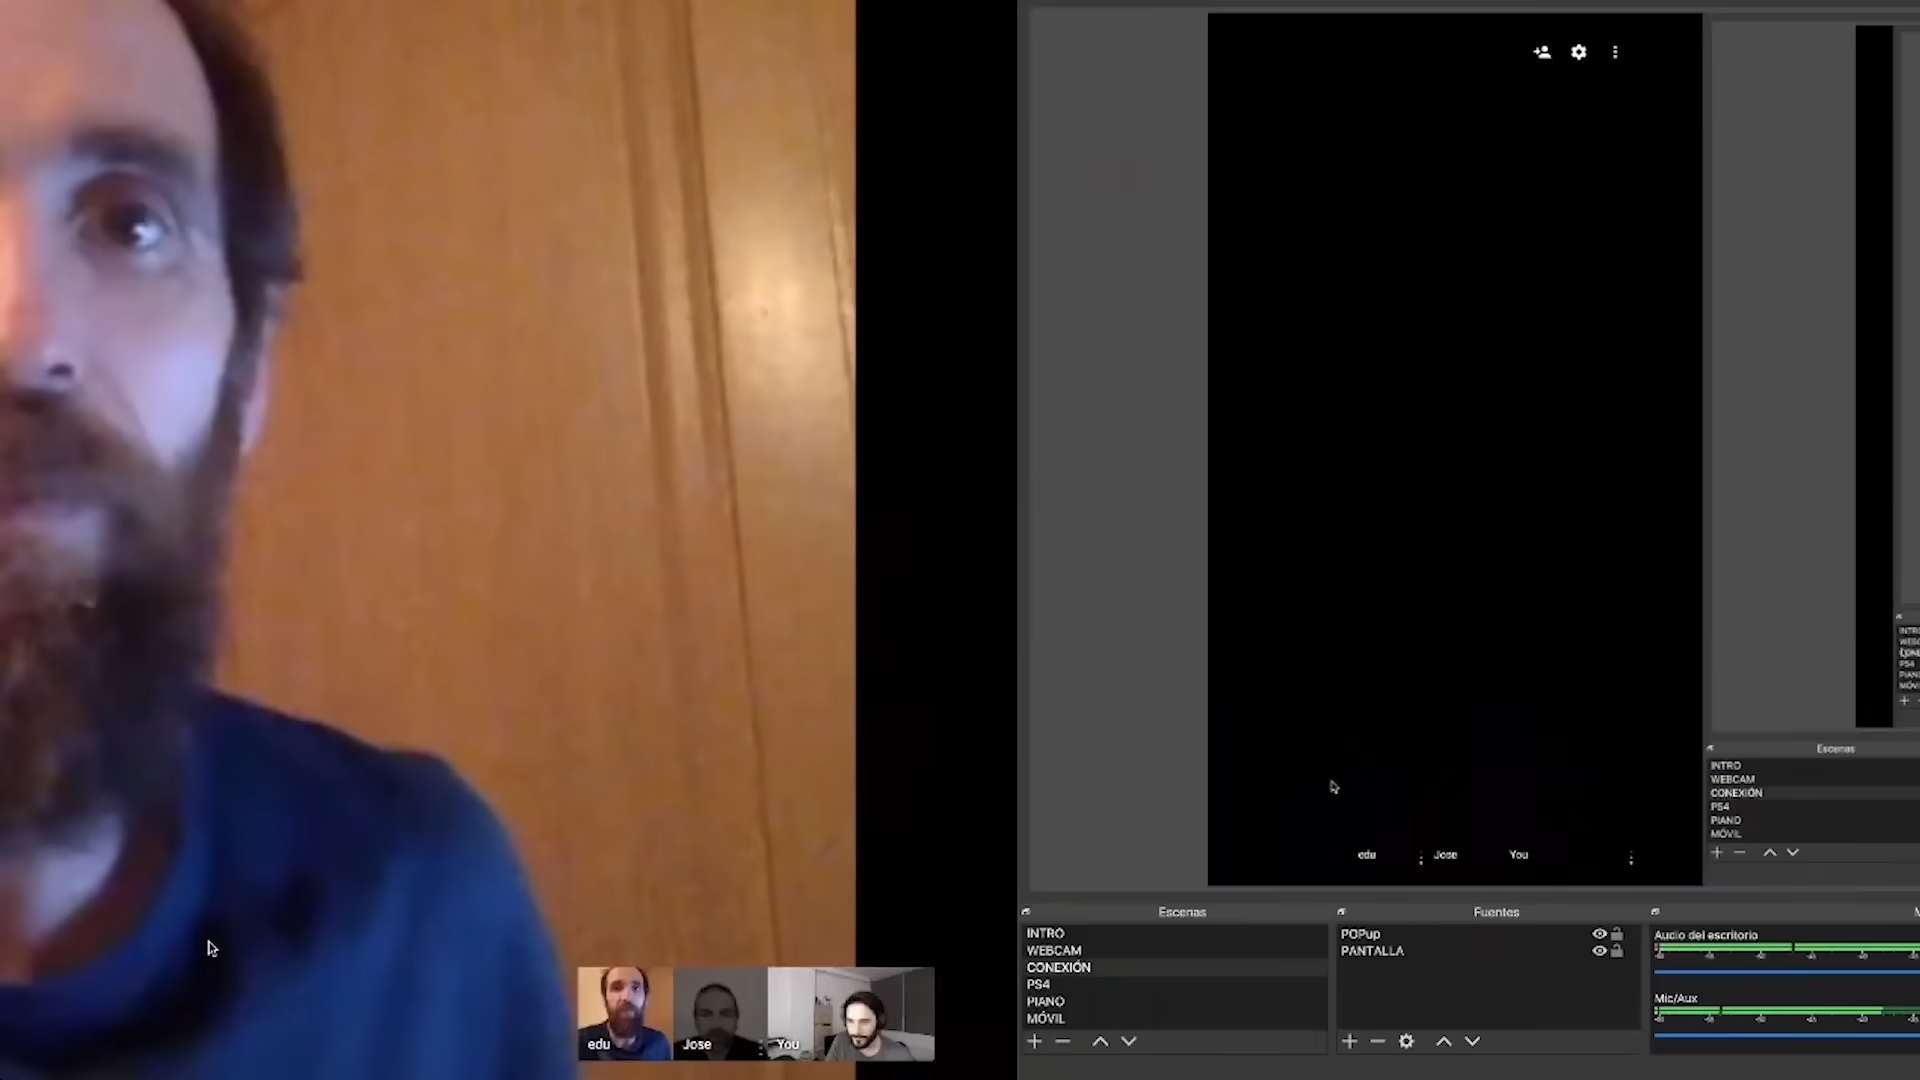 edu
Jose
You
edu
Jose
You
Escenas
INTRO
WEBCAM
CONEXIÓN
PS4
PIANO
MÓVIL
Fuentes
POPup
PANTALLA
Audio del escritorio
Mic/Aux
Escenas
INTRO
WEBCAM
CONEXIÓN
PS4
PIANO
MÓVIL
PS4